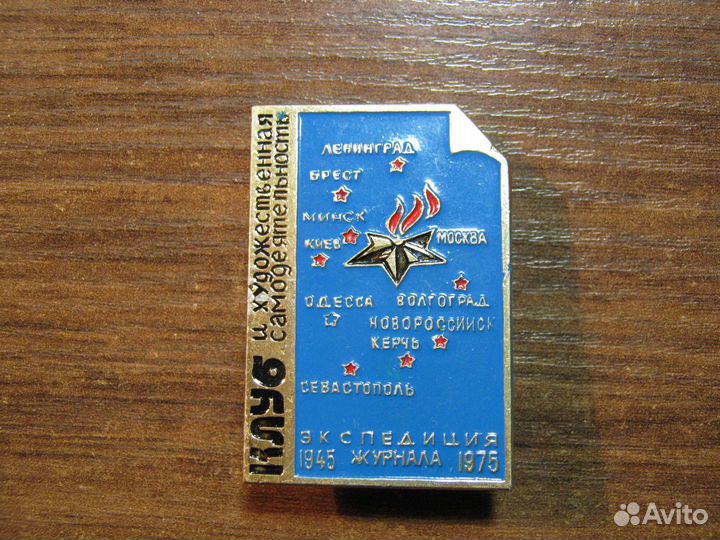 КЛУБ
и художественная
самодеятельность
ЛЕНИНГРАД
БРЕСТ
МИНСК
КИЕВ
МОСКВА
ОДЕССА ВОЛГОГРАД
НОВОРОССИЙСК
КЕРЧЬ
СЕВАСТОПОЛЬ
ЭКСПЕДИЦИЯ
1945 ЖУРНАЛА 1975
Avito